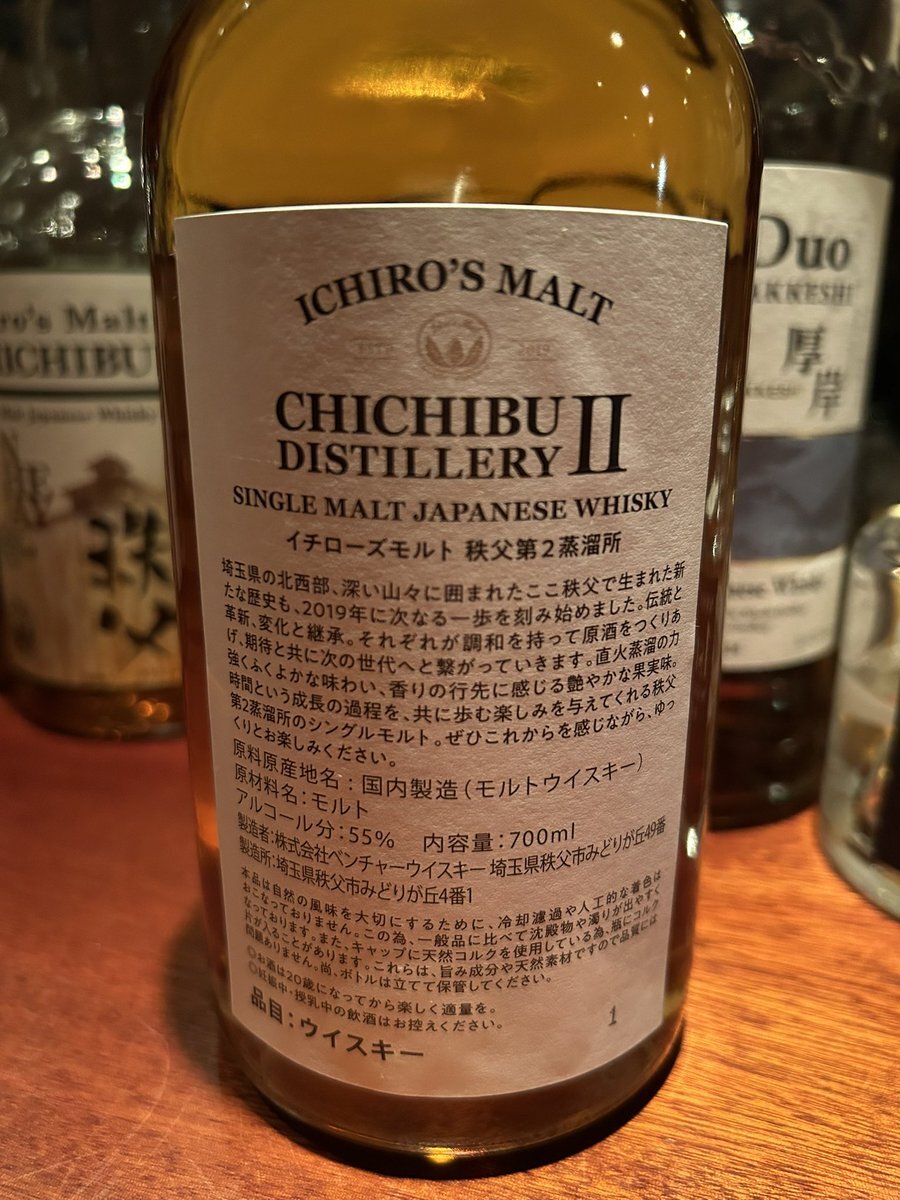 ICHIRO'S MALT
2019
CHICHIBU
DISTILLERY II
SINGLE MALT JAPANESE WHISKY
イチローズモルト 秩父第2蒸溜所
埼玉県の北西部、深い山々に囲まれたここ秩父で生まれた新
たな歴史も、2019年に次なる一歩を刻み始めました。伝統と
革新、変化と継承。それぞれが調和を持って原酒をつくりあ
げ、期待と共に次の世代へと繋がっていきます。直火蒸溜の力
強くふくよかな味わい、香りの行先に感じる艶やかな果実味。
時間という成長の過程を、共に歩む楽しみを与えてくれる秩父
第2蒸溜所のシングルモルト。ぜひこれからを感じながら、ゆっ
くりとお楽しみください。
原料原産地名：国内製造（モルトウイスキー）
原材料名：モルト
アルコール分：55% 内容量：700ml
製造者：株式会社ベンチャーウイスキー 埼玉県秩父市みどりが丘49番
製造所：埼玉県秩父市みどりが丘4番1
本品は自然の風味を大切にするために、冷却濾過や人工的な着色は
おこなっておりません。この為、一般品に比べて沈殿物や濁りが出やすく
なっております。また、キャップに天然コルクを使用している為、瓶にコルク
片が入ることがあります。これらは、旨み成分や天然素材ですので品質には
問題ありません。尚、ボトルは立てて保管してください。
◎お酒は20歳になってから楽しく適量を。
◎妊娠中・授乳中の飲酒はお控えください。
品目：ウイスキー
1
ro's Malt
ICHIBU
Japanese Whisky
秩父
Duo
AKKESHI
厚岸